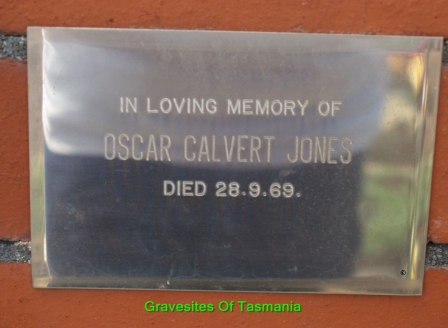 IN LOVING MEMORY OF
OSCAR CALVERT JONES
DIED 28.9.69.
Gravesites Of Tasmania